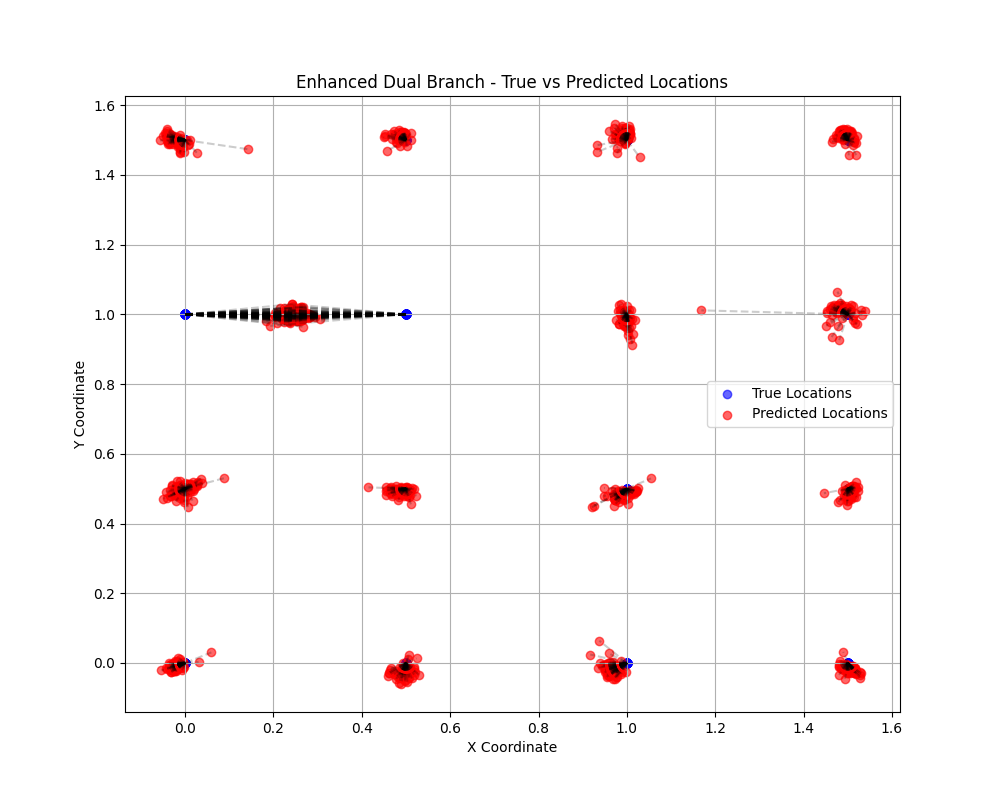 Enhanced Dual Branch - True vs Predicted Locations
1.6
1.4
1.2
1.0
0.8
0.6
0.4
0.2
0.0
Y Coordinate
True Locations
Predicted Locations
0.0 0.2 0.4 0.6 0.8 1.0 1.2 1.4 1.6
X Coordinate